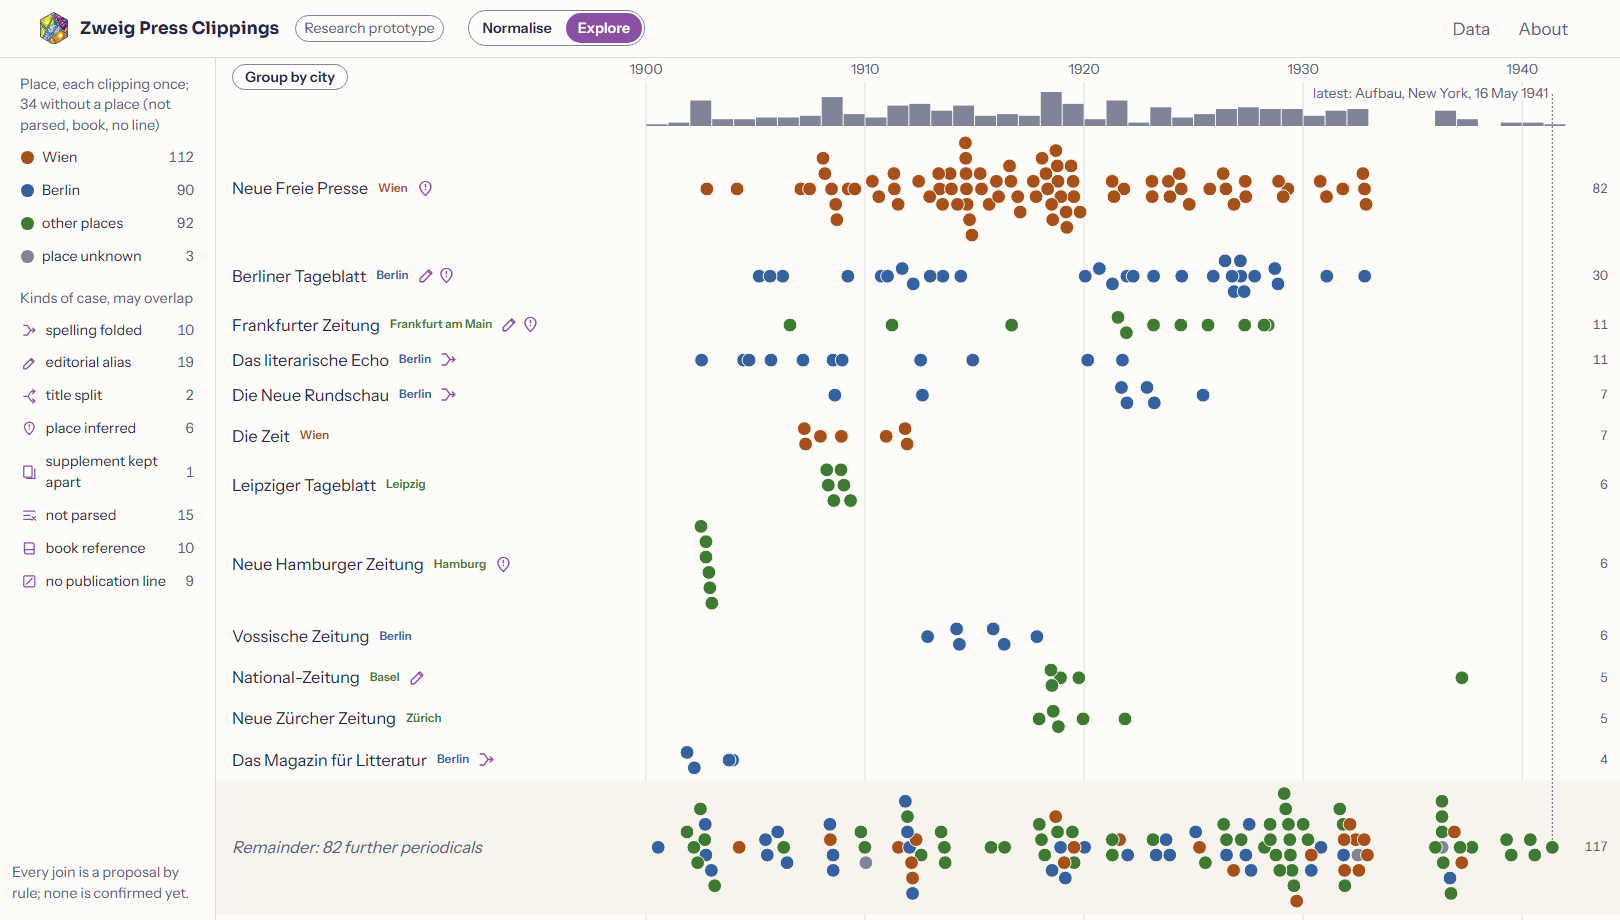 Zweig Press Clippings
Research prototype
Normalise
Explore
Data
About
Place, each clipping once;
34 without a place (not
parsed, book, no line)
Wien 112
Berlin 90
other places 92
place unknown 3
Kinds of case, may overlap
spelling folded 10
editorial alias 19
title split 2
place inferred 6
supplement kept
apart 1
not parsed 15
book reference 10
no publication line 9
Every join is a proposal by
rule; none is confirmed yet.
Group by city
1900 1910 1920 1930 1940
latest: Aufbau, New York, 16 May 1941
Neue Freie Presse Wien 82
Berliner Tageblatt Berlin 30
Frankfurter Zeitung Frankfurt am Main 11
Das literarische Echo Berlin 11
Die Neue Rundschau Berlin 7
Die Zeit Wien 7
Leipziger Tageblatt Leipzig 6
Neue Hamburger Zeitung Hamburg 6
Vossische Zeitung Berlin 6
National-Zeitung Basel 5
Neue Zürcher Zeitung Zürich 5
Das Magazin für Litteratur Berlin 4
Remainder: 82 further periodicals 117